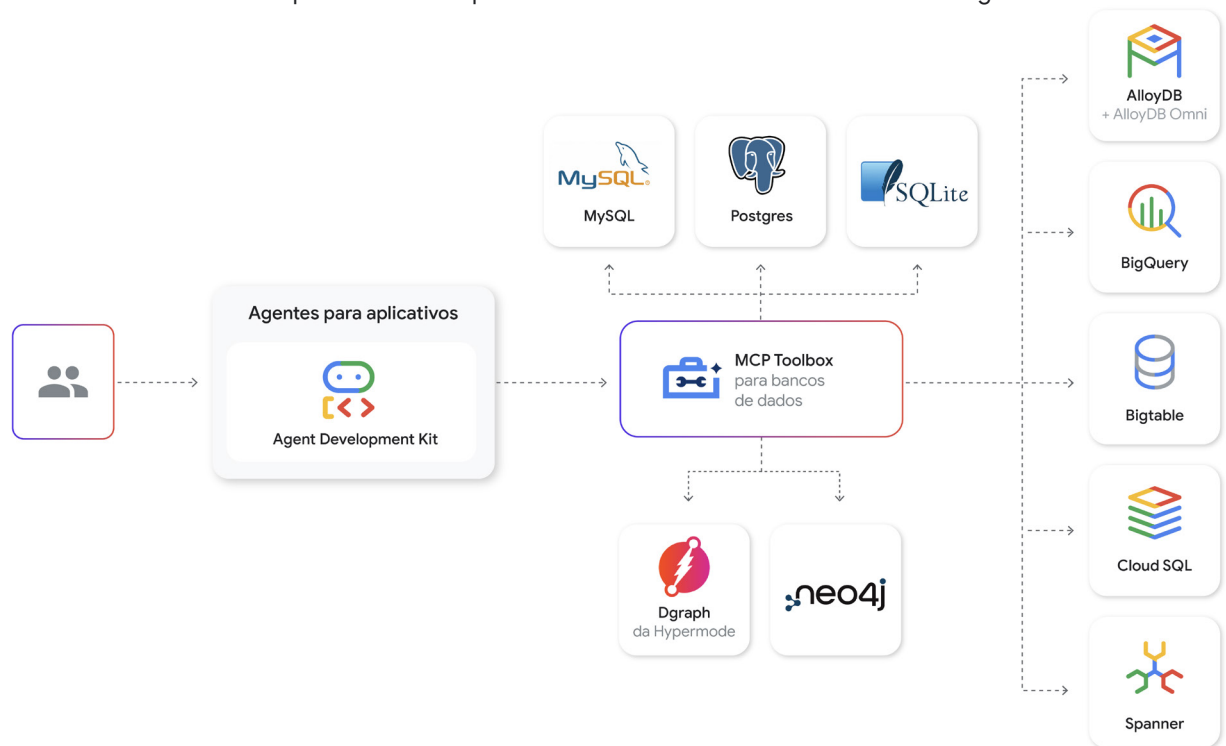 AlloyDB
+ AlloyDB Omni
MySQL®
MySQL
Postgres
SQLite
BigQuery
Agentes para aplicativos
Agent Development Kit
MCP Toolbox
para bancos
de dados
Bigtable
Cloud SQL
Dgraph
da Hypermode
neo4j
Spanner